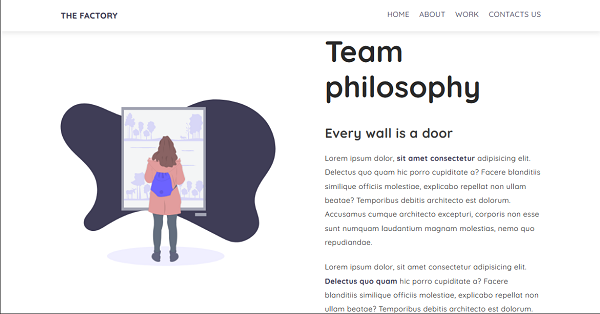 THE FACTORY
HOME ABOUT WORK CONTACTS US
Team
philosophy
Every wall is a door
Lorem ipsum dolor, sit amet consectetur adipisicing elit.
Delectus quo quam hic porro cupiditate a? Facere blanditiis
similique officiis molestiae, explicabo repellat non ullam
beatae? Temporibus debitis architecto est dolorum.
Accusamus cumque architecto excepturi, corporis non esse
sunt numquam laudantium magnam molestias, nemo quo
repudiandae.
Lorem ipsum dolor, sit amet consectetur adipisicing elit.
Delectus quo quam hic porro cupiditate a? Facere
blanditiis similique officiis molestiae, explicabo repellat
non ullam beatae? Temporibus debitis architecto est dolorum.